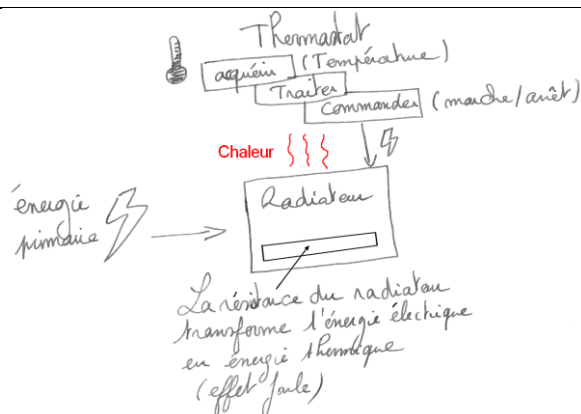 Thermostat
acquérir (Température)
Traiter
Commander (marche/arrêt)
Chaleur
énergie
primaire
Radiateur
La résistance du radiateur
transforme l'énergie électrique
en énergie thermique
(effet Joule)